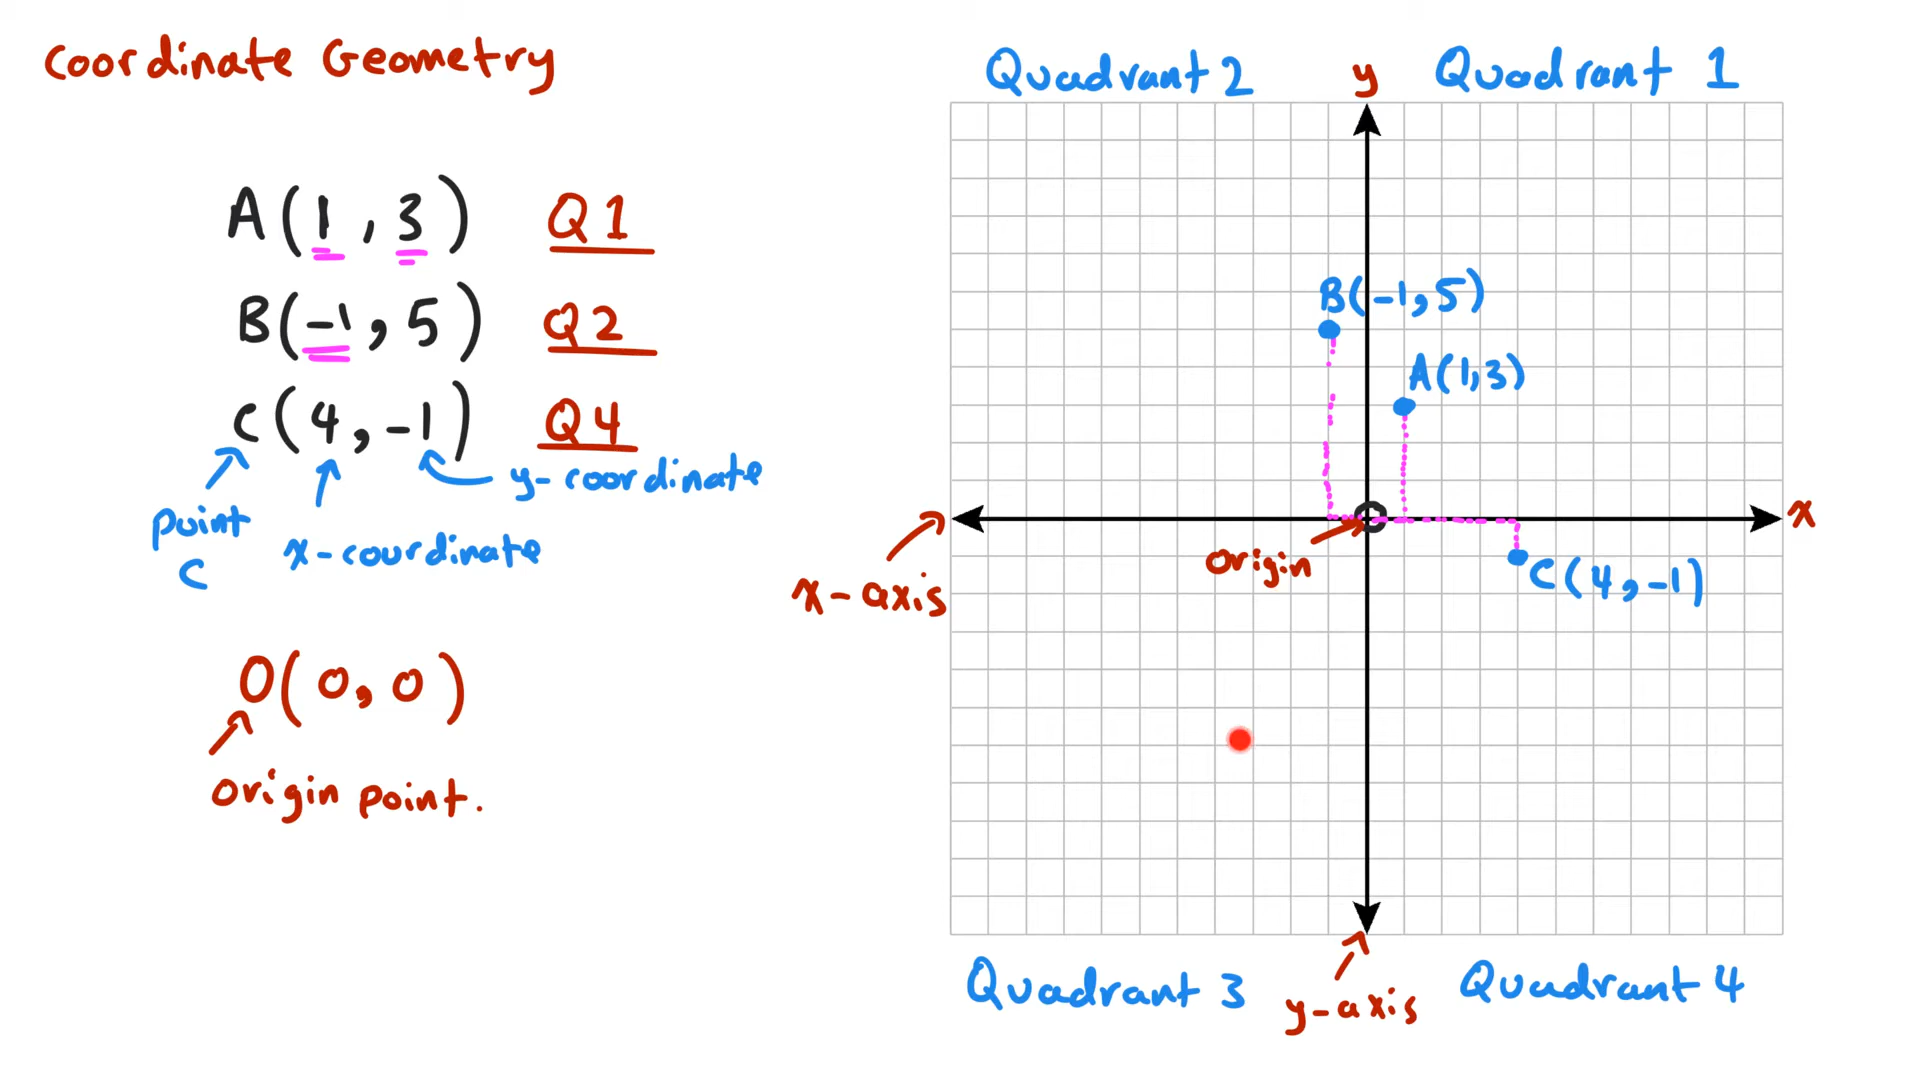 Coordinate Geometry
A(1,3) Q1
B(-1,5) Q2
C(4,-1) Q4
y-coordinate
point
C
x-coordinate
O(0,0)
origin point.
Quadrant 2
y
Quadrant 1
B(-1,5)
A(1,3)
x
origin
C(4,-1)
x-axis
Quadrant 3
y-axis
Quadrant 4